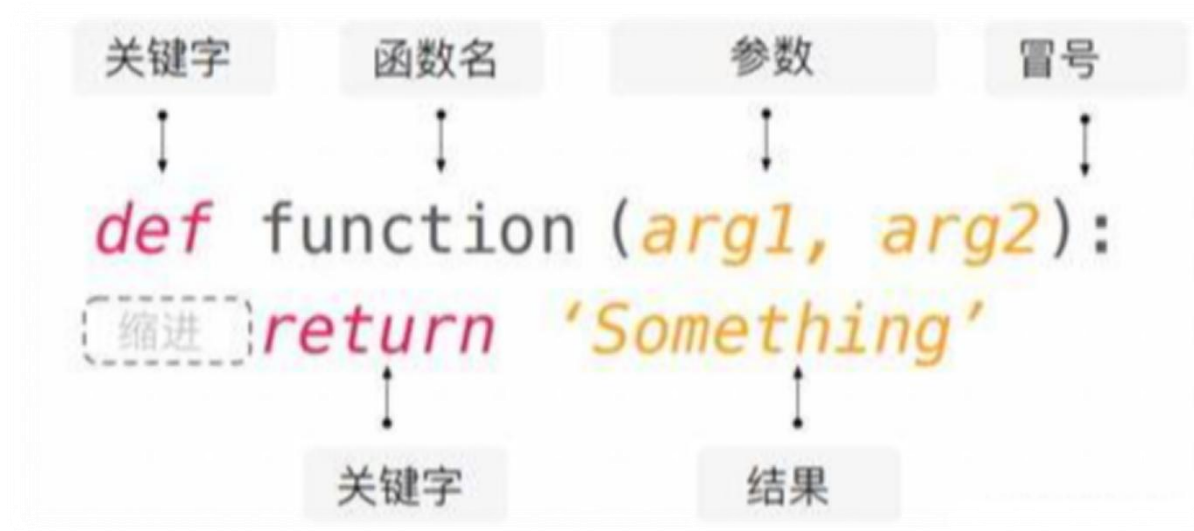 关键字 函数名 参数 冒号
def function (arg1, arg2):
缩进 return ‘Something’
关键字 结果